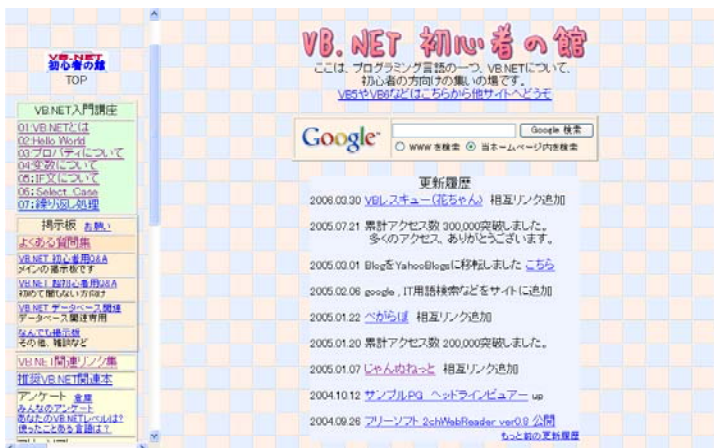 VB.NET
初心者の館
TOP
VB.NET入門講座
01:VB.NETとは
02:Hello World
03:プロパティについて
04:変数について
05:IF文について
06:Select Case
07:繰り返し処理
掲示板 お願い
よくある質問集
VB.NET 初心者用Q&A
メインの掲示板です
VB.NET 超初心者用Q&A
初めて間しない方向け
VB.NET データベース関連
データベース関連専用
なんでも掲示板
その他、雑談など
VB.NET関連リンク集
推奨VB.NET関連本
アンケート 倉庫
みんなのアンケート
あなたのVB.NETレベルは?
使ったことある言語は?
VB.NET 初心者の館
ここは、プログラミング言語の一つ、VB.NETについて、
初心者の方向けの集いの場です。
VB5やVB6などはこちらから他サイトへどうぞ
Google Google 検索
WWW を検索 当ホームページ内を検索
更新履歴
2006.03.30 VBレスキュー(花ちゃん) 相互リンク追加
2005.07.21 累計アクセス数 300,000突破しました。
多くのアクセス、ありがとうございます。
2005.03.01 BlogをYahooBlogsに移転しました こちら
2005.02.06 google , IT用語検索などをサイトに追加
2005.01.22 べがらぼ 相互リンク追加
2005.01.20 累計アクセス数 200,000突破しました。
2005.01.07 じゃんぬねっと 相互リンク追加
2004.10.12 サンプルPG ヘッドラインビュアー up
2004.09.26 フリーソフト 2chWebReader ver0.8 公開
もっと前の更新履歴